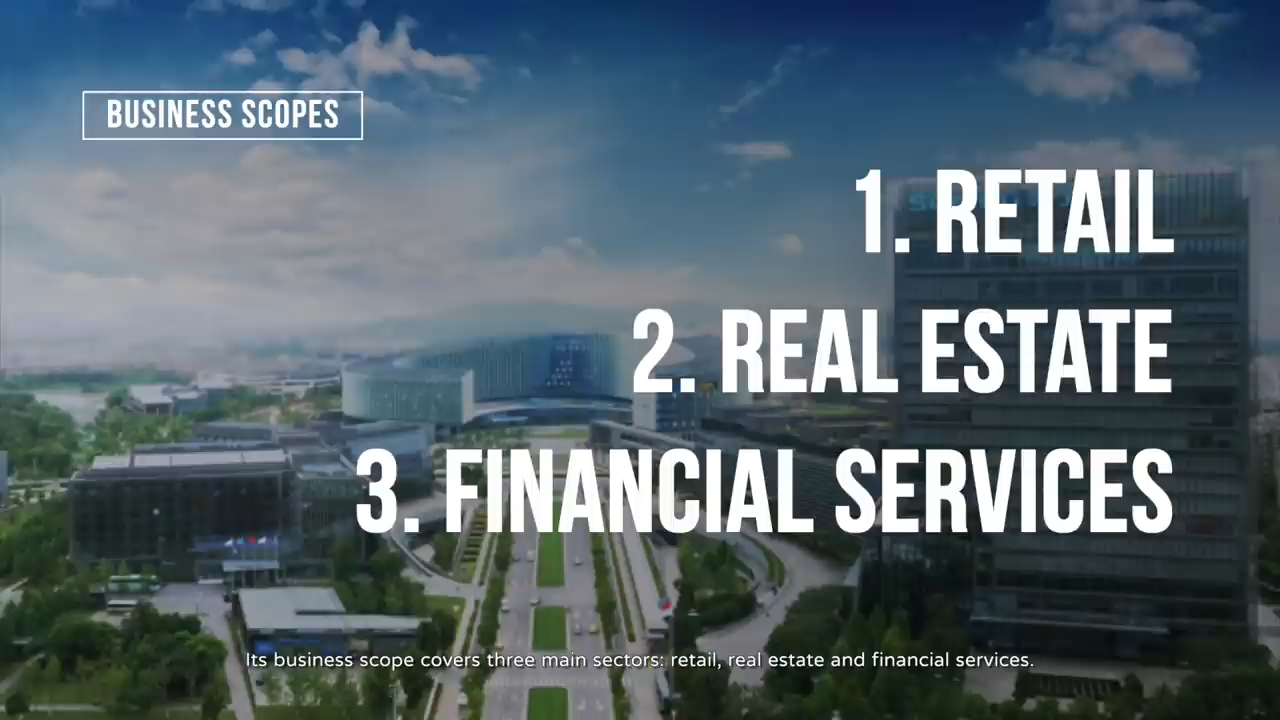 BUSINESS SCOPES
1. RETAIL
2. REAL ESTATE
3. FINANCIAL SERVICES
Its business scope covers three main sectors: retail, real estate and financial services.